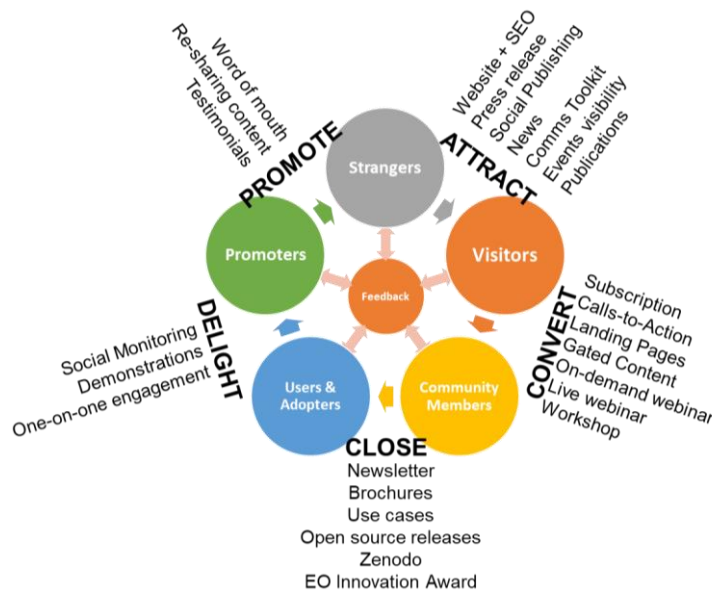 Word of mouth
Re-sharing content
Testimonials
PROMOTE
Strangers
ATTRACT
Website + SEO
Press release
Social Publishing
News
Comms Toolkit
Events visibility
Publications
Promoters
Visitors
Feedback
CONVERT
Subscription
Calls-to-Action
Landing Pages
Gated Content
On-demand webinar
Live webinar
Workshop
DELIGHT
Social Monitoring
Demonstrations
One-on-one engagement
Users &
Adopters
Community
Members
CLOSE
Newsletter
Brochures
Use cases
Open source releases
Zenodo
EO Innovation Award